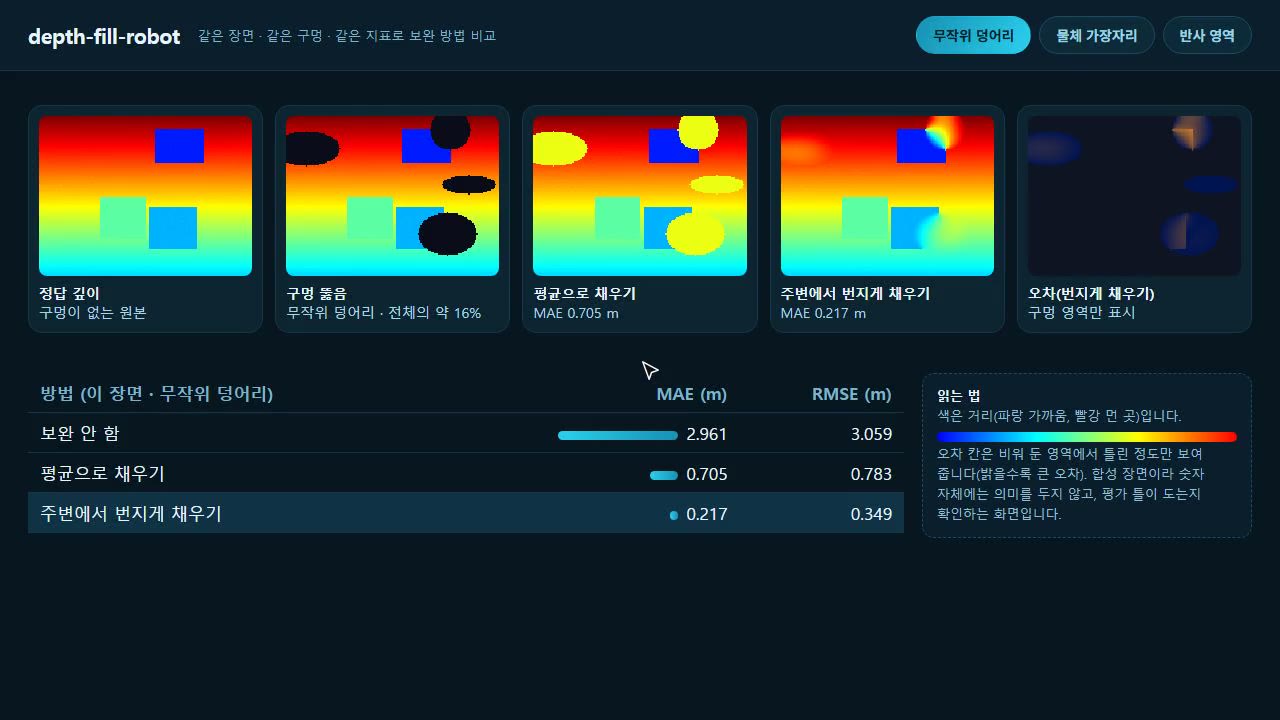 depth-fill-robot
같은 장면 · 같은 구멍 · 같은 지표로 보완 방법 비교
무작위 덩어리
물체 가장자리
반사 영역
정답 깊이
구멍이 없는 원본
구멍 뚫음
무작위 덩어리 · 전체의 약 16%
평균으로 채우기
MAE 0.705 m
주변에서 번지게 채우기
MAE 0.217 m
오차(번지게 채우기)
구멍 영역만 표시
방법 (이 장면 · 무작위 덩어리) MAE (m) RMSE (m)
보완 안 함 2.961 3.059
평균으로 채우기 0.705 0.783
주변에서 번지게 채우기 0.217 0.349
읽는 법
색은 거리(파랑 가까움, 빨강 먼 곳)입니다.
오차 칸은 비워 둔 영역에서 틀린 정도만 보여
줍니다(밝을수록 큰 오차). 합성 장면이라 숫자
자체에는 의미를 두지 않고, 평가 틀이 도는지
확인하는 화면입니다.